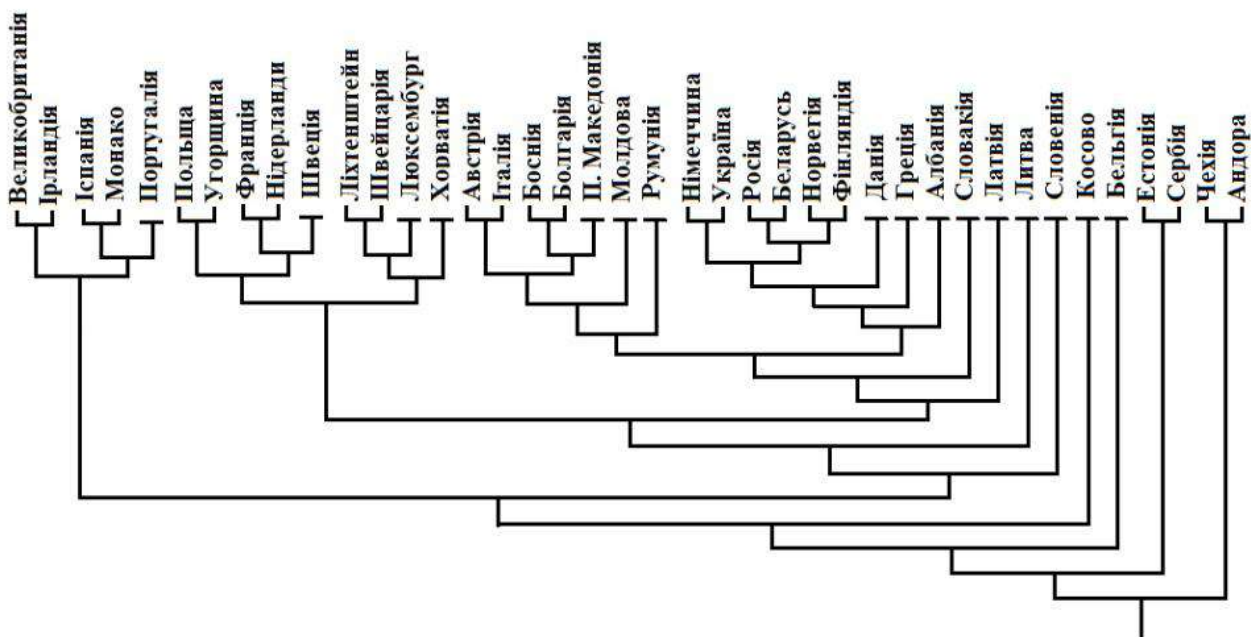 Великобританія
Ірландія
Іспанія
Монако
Португалія
Польща
Угорщина
Франція
Нідерланди
Швеція
Ліхтенштейн
Швейцарія
Люксембург
Хорватія
Австрія
Італія
Боснія
Болгарія
П. Македонія
Молдова
Румунія
Німеччина
Україна
Росія
Беларусь
Норвегія
Фінляндія
Данія
Греція
Албанія
Словакія
Латвія
Литва
Словенія
Косово
Бельгія
Естонія
Сербія
Чехія
Андора